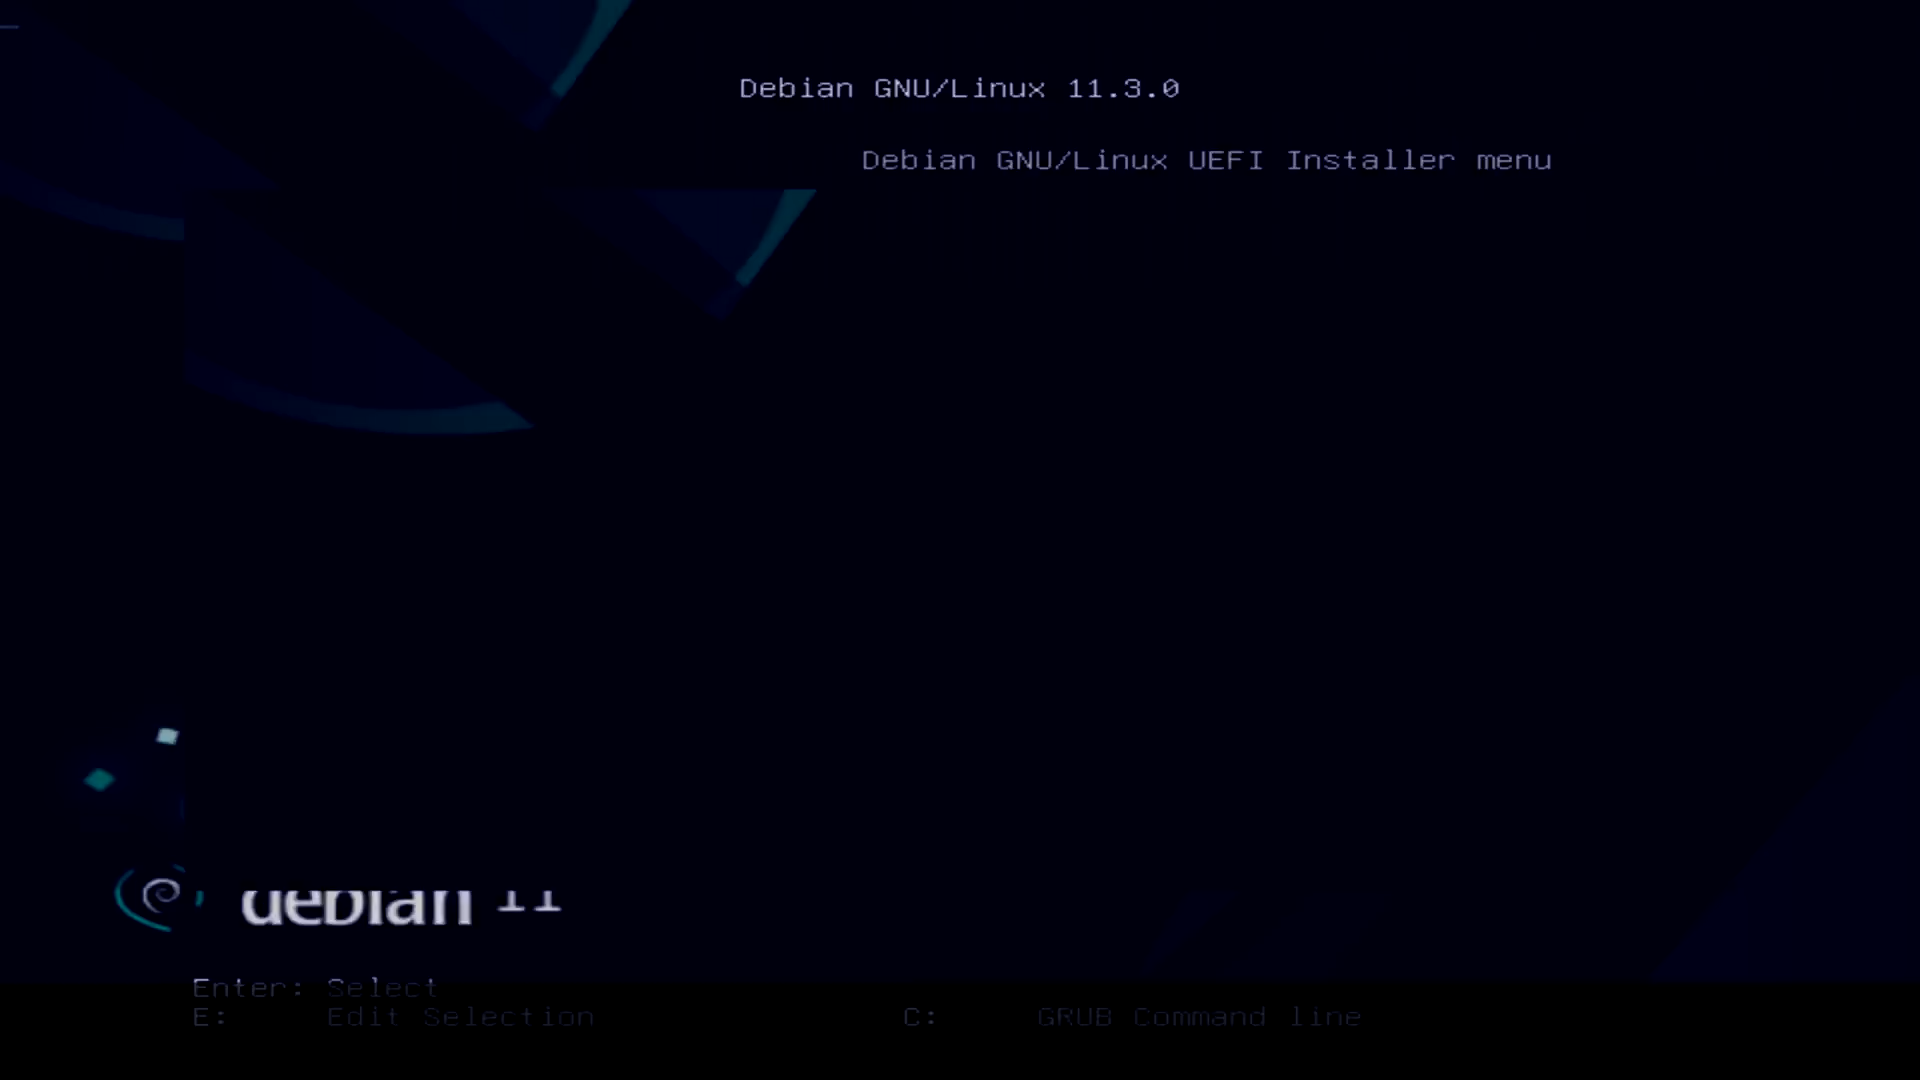 Debian GNU/Linux 11.3.0
Debian GNU/Linux UEFI Installer menu
debian 11
Enter: Select
E: Edit Selection C: GRUB Command line